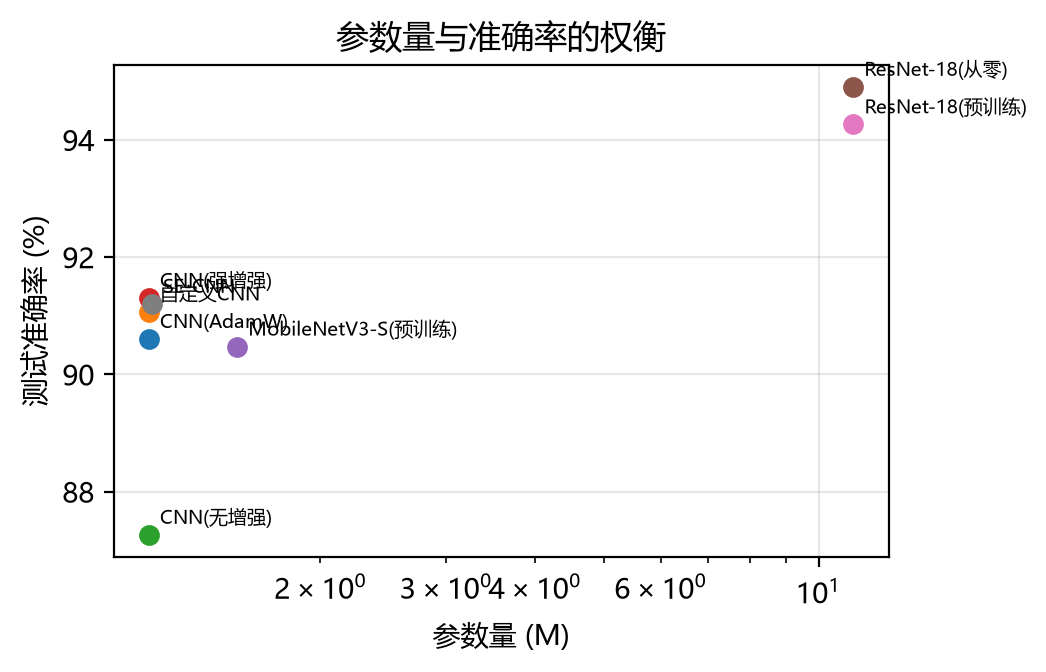 参数量与准确率的权衡
ResNet-18(从零)
ResNet-18(预训练)
94
92
CNN(强增强)
SE-CNN
自定义CNN
CNN(AdamW)
MobileNetV3-S(预训练)
90
88
CNN(无增强)
测试准确率 (%)
2 × 10⁰
3 × 10⁰
4 × 10⁰
6 × 10⁰
10¹
参数量 (M)